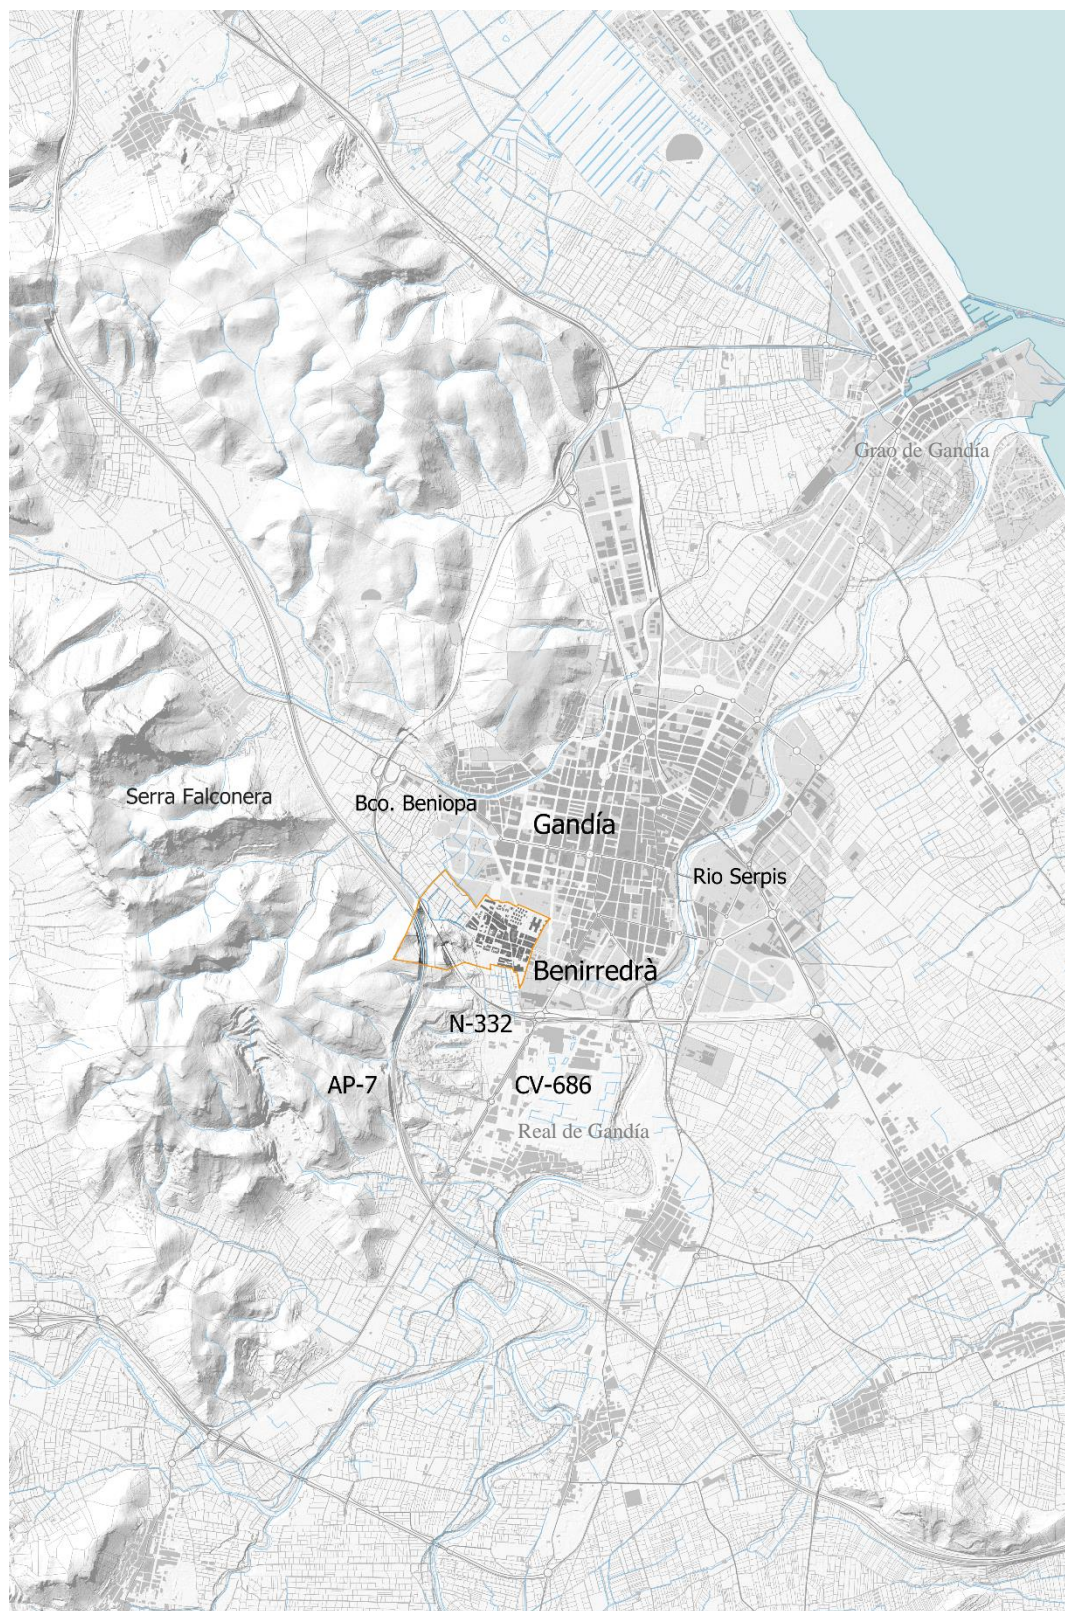 Grao de Gandía
Serra Falconera
Bco. Beniopa
Gandía
Rio Serpis
Benirredrà
N-332
AP-7
CV-686
Real de Gandía